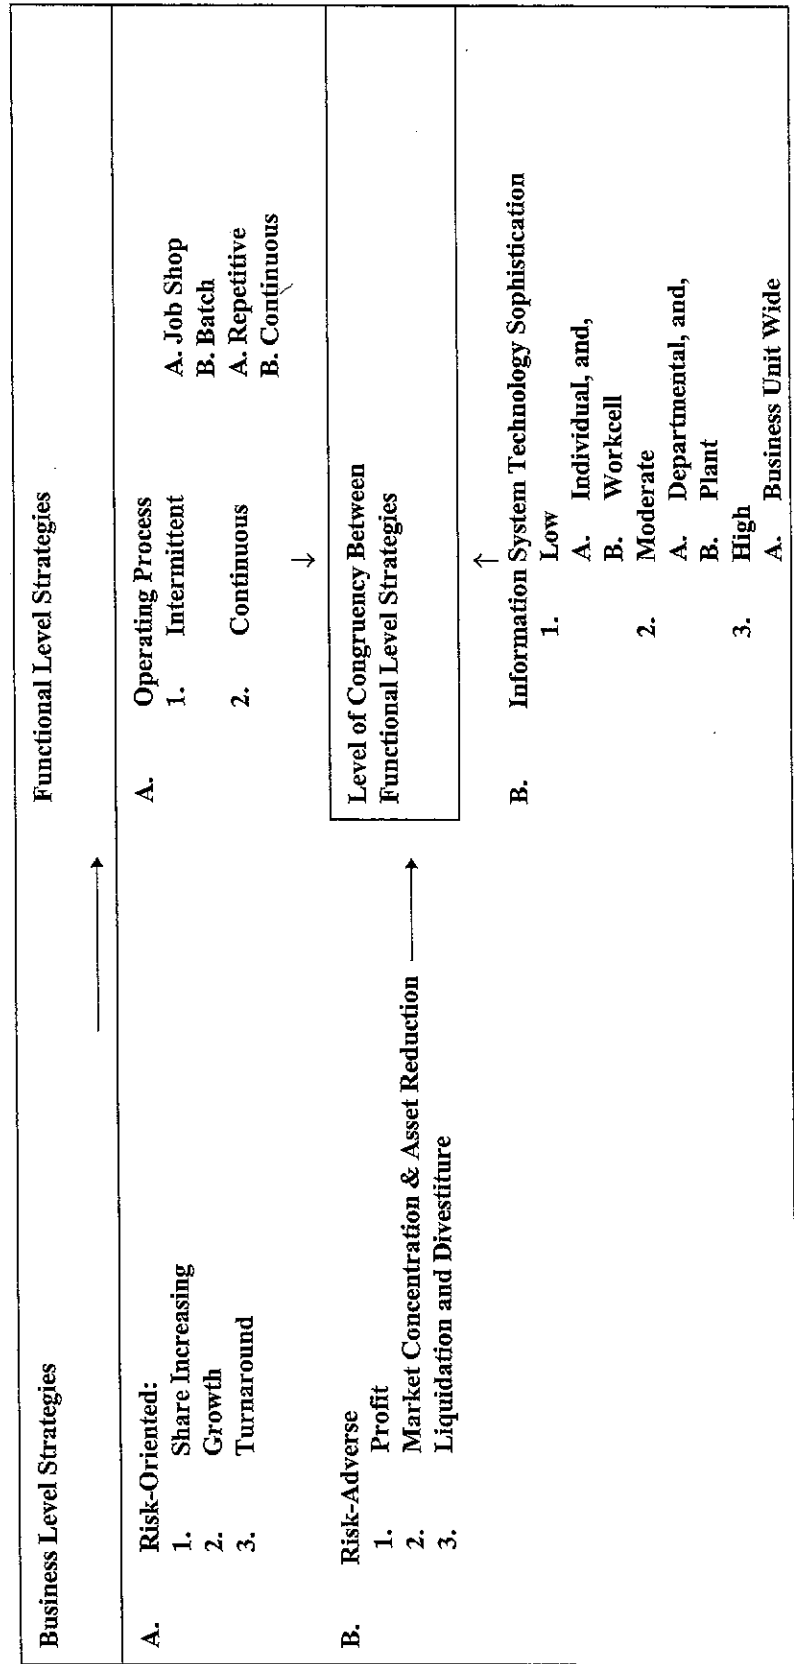 Business Level Strategies → Functional Level Strategies
A. Risk-Oriented:
1. Share Increasing
2. Growth
3. Turnaround
B. Risk-Adverse
1. Profit
2. Market Concentration & Asset Reduction →
3. Liquidation and Divestiture
A. Operating Process
1. Intermittent A. Job Shop
B. Batch
2. Continuous A. Repetitive
B. Continuous
↓
Level of Congruency Between
Functional Level Strategies
↑
B. Information System Technology Sophistication
1. Low
A. Individual, and,
B. Workcell
2. Moderate
A. Departmental, and,
B. Plant
3. High
A. Business Unit Wide